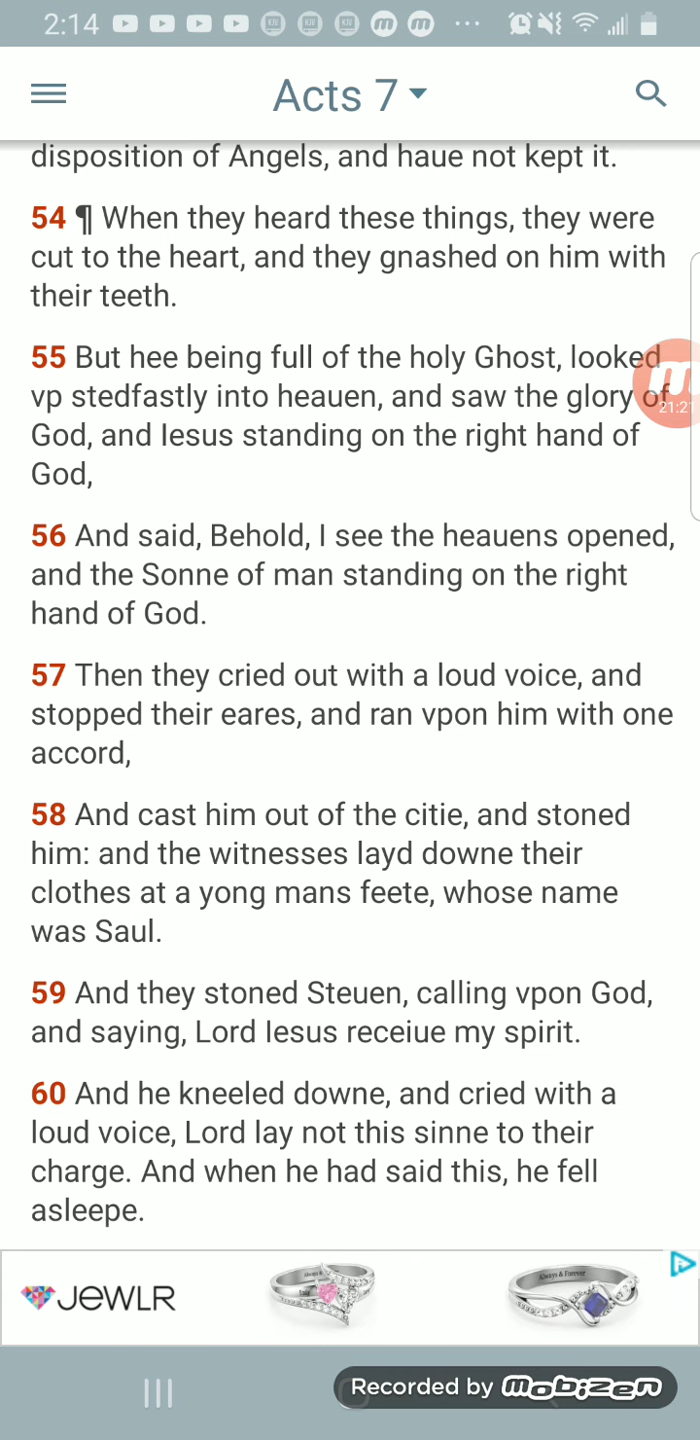 2:14
KJV KJV KJV m m ...
Acts 7
disposition of Angels, and haue not kept it.
54 ¶ When they heard these things, they were
cut to the heart, and they gnashed on him with
their teeth.
55 But hee being full of the holy Ghost, looked
vp stedfastly into heauen, and saw the glory of
God, and Iesus standing on the right hand of
God,
m
21:21
56 And said, Behold, I see the heauens opened,
and the Sonne of man standing on the right
hand of God.
57 Then they cried out with a loud voice, and
stopped their eares, and ran vpon him with one
accord,
58 And cast him out of the citie, and stoned
him: and the witnesses layd downe their
clothes at a yong mans feete, whose name
was Saul.
59 And they stoned Steuen, calling vpon God,
and saying, Lord Iesus receiue my spirit.
60 And he kneeled downe, and cried with a
loud voice, Lord lay not this sinne to their
charge. And when he had said this, he fell
asleepe.
JEWLR
Always &
Always & Forever
Recorded by mobizen